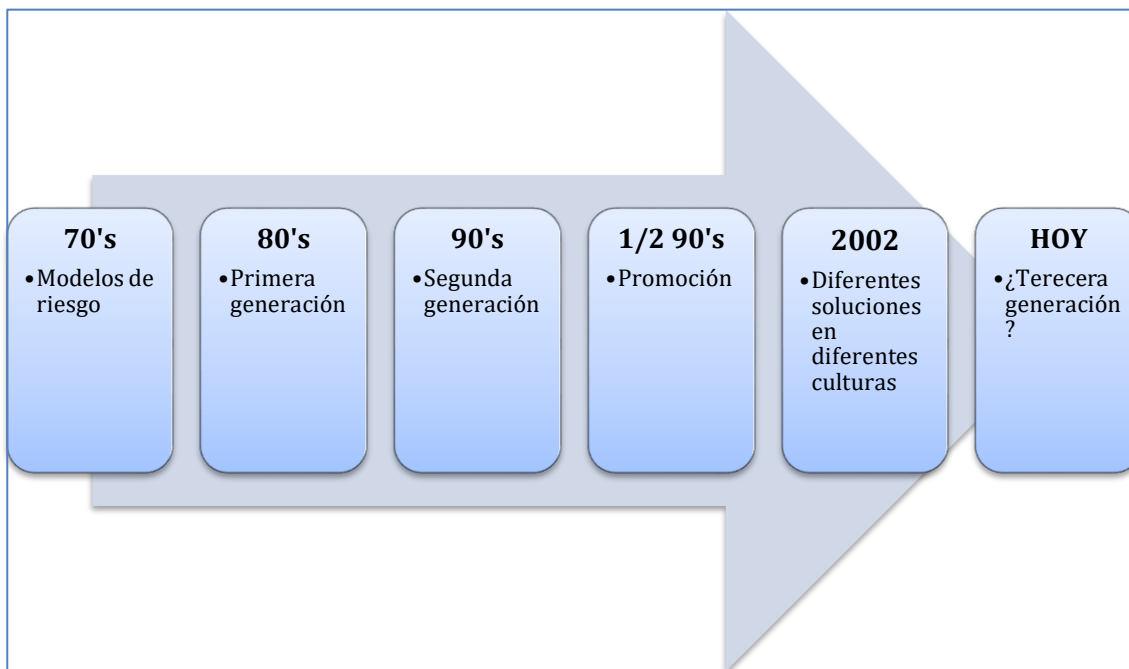 70's
•Modelos de
riesgo
80's
•Primera
generación
90's
•Segunda
generación
1/2 90's
•Promoción
2002
•Diferentes
soluciones
en
diferentes
culturas
HOY
•¿Terecera
generación
?